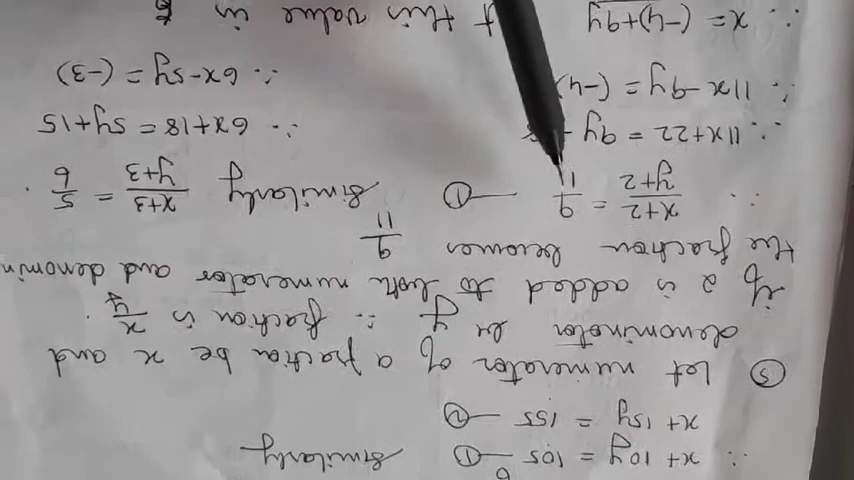 ∴ x + 10y = 105 — ① Similarly
x + 15y = 155 — ②
⑤ Let numerator of a fraction be x and
denominator be y ∴ fraction is x/y.
if 2 is added to both numerator and denomin
the fraction becomes 9/11
∴ x+2/y+2 = 9/11 — ① Similarly x+3/y+3 = 5/6.
∴ 11x + 22 = 9y ∴ 6x + 18 = 5y + 15
∴ 11x - 9y = (-4) ∴ 6x - 5y = (-3)
∴ x = (-4)+9y this value is